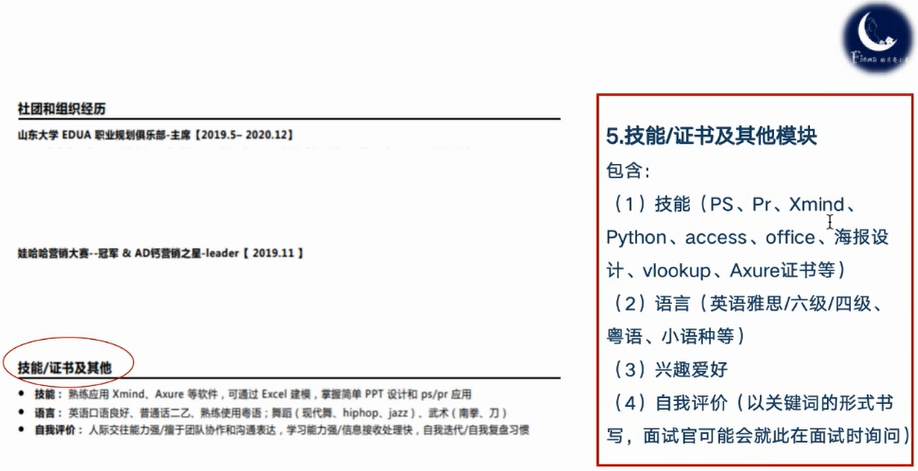 Fiona
社团和组织经历
山东大学 EDUA 职业规划俱乐部-主席【2019.5– 2020.12】
娃哈哈营销大赛--冠军 & AD钙营销之星-leader【 2019.11 】
技能/证书及其他
● 技能： 熟练应用 Xmind、Axure 等软件，可通过 Excel 建模，掌握简单 PPT 设计和 ps/pr 应用
● 语言： 英语口语良好、普通话二乙、熟练使用粤语；舞蹈（现代舞、hiphop、jazz）、武术（南拳、刀）
● 自我评价： 人际交往能力强/擅于团队协作和沟通表达，学习能力强/信息接收处理快，自我迭代/自我复盘习惯
5.技能/证书及其他模块
包含：
（1）技能（PS、Pr、Xmind、
Python、access、office、海报设
计、vlookup、Axure证书等）
（2）语言（英语雅思/六级/四级、
粤语、小语种等）
（3）兴趣爱好
（4）自我评价（以关键词的形式书
写，面试官可能会就此在面试时询问）